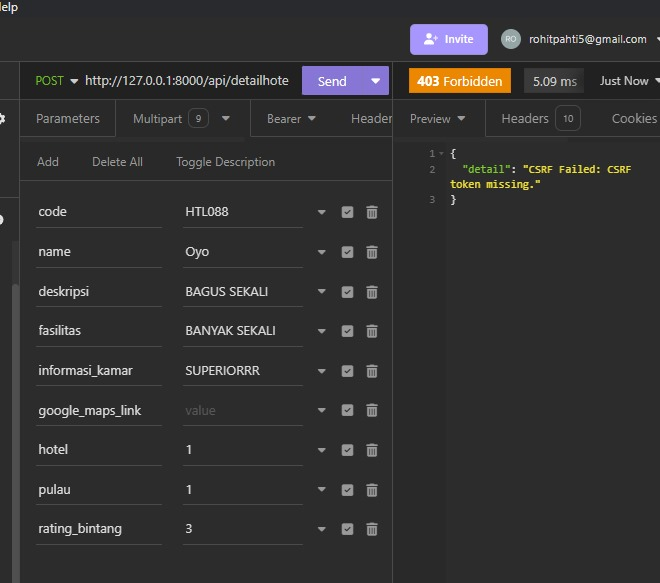 Help
Invite
RO
rohitpahti5@gmail.com
POST http://127.0.0.1:8000/api/detailhote
Send
403 Forbidden
5.09 ms
Just Now
Parameters
Multipart 9
Bearer
Header
Preview
Headers 10
Cookies
Add
Delete All
Toggle Description
code HTL088
name Oyo
deskripsi BAGUS SEKALI
fasilitas BANYAK SEKALI
informasi_kamar SUPERIORRR
google_maps_link value
hotel 1
pulau 1
rating_bintang 3
1 {
2 "detail": "CSRF Failed: CSRF
token missing."
3 }